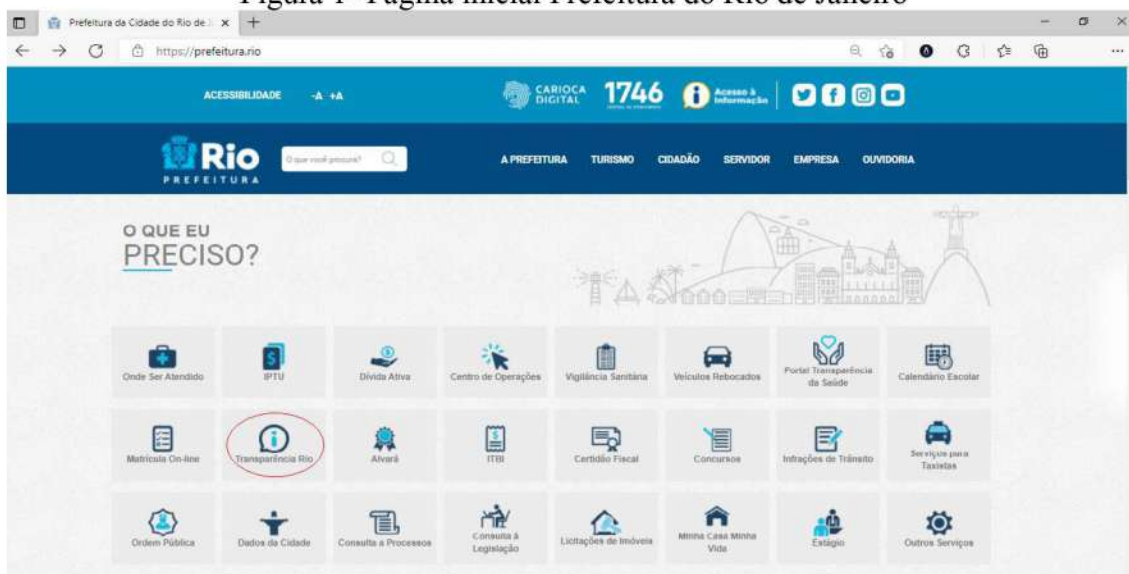 Figura 1- Página inicial Prefeitura do Rio de Janeiro
Prefeitura da Cidade do Rio de J
https://prefeitura.rio
ACESSIBILIDADE -A +A
CARIOCA DIGITAL 1746 Acesso à Informação
Rio
PREFEITURA
O que você procura?
A PREFEITURA TURISMO CIDADÃO SERVIDOR EMPRESA OUVIDORIA
O QUE EU
PRECISO?
Onde Ser Atendido IPTU Dívida Ativa Centro de Operações Vigilância Sanitária Veículos Rebocados Portal Transparência da Saúde Calendário Escolar
Matrícula On-line Transparência Rio Alvará ITBI Certidão Fiscal Concursos Infrações de Trânsito Serviços para Taxistas
Ordem Pública Dados da Cidade Consulta a Processos Consulta à Legislação Licitações de Imóveis Minha Casa Minha Vida Estágio Outros Serviços